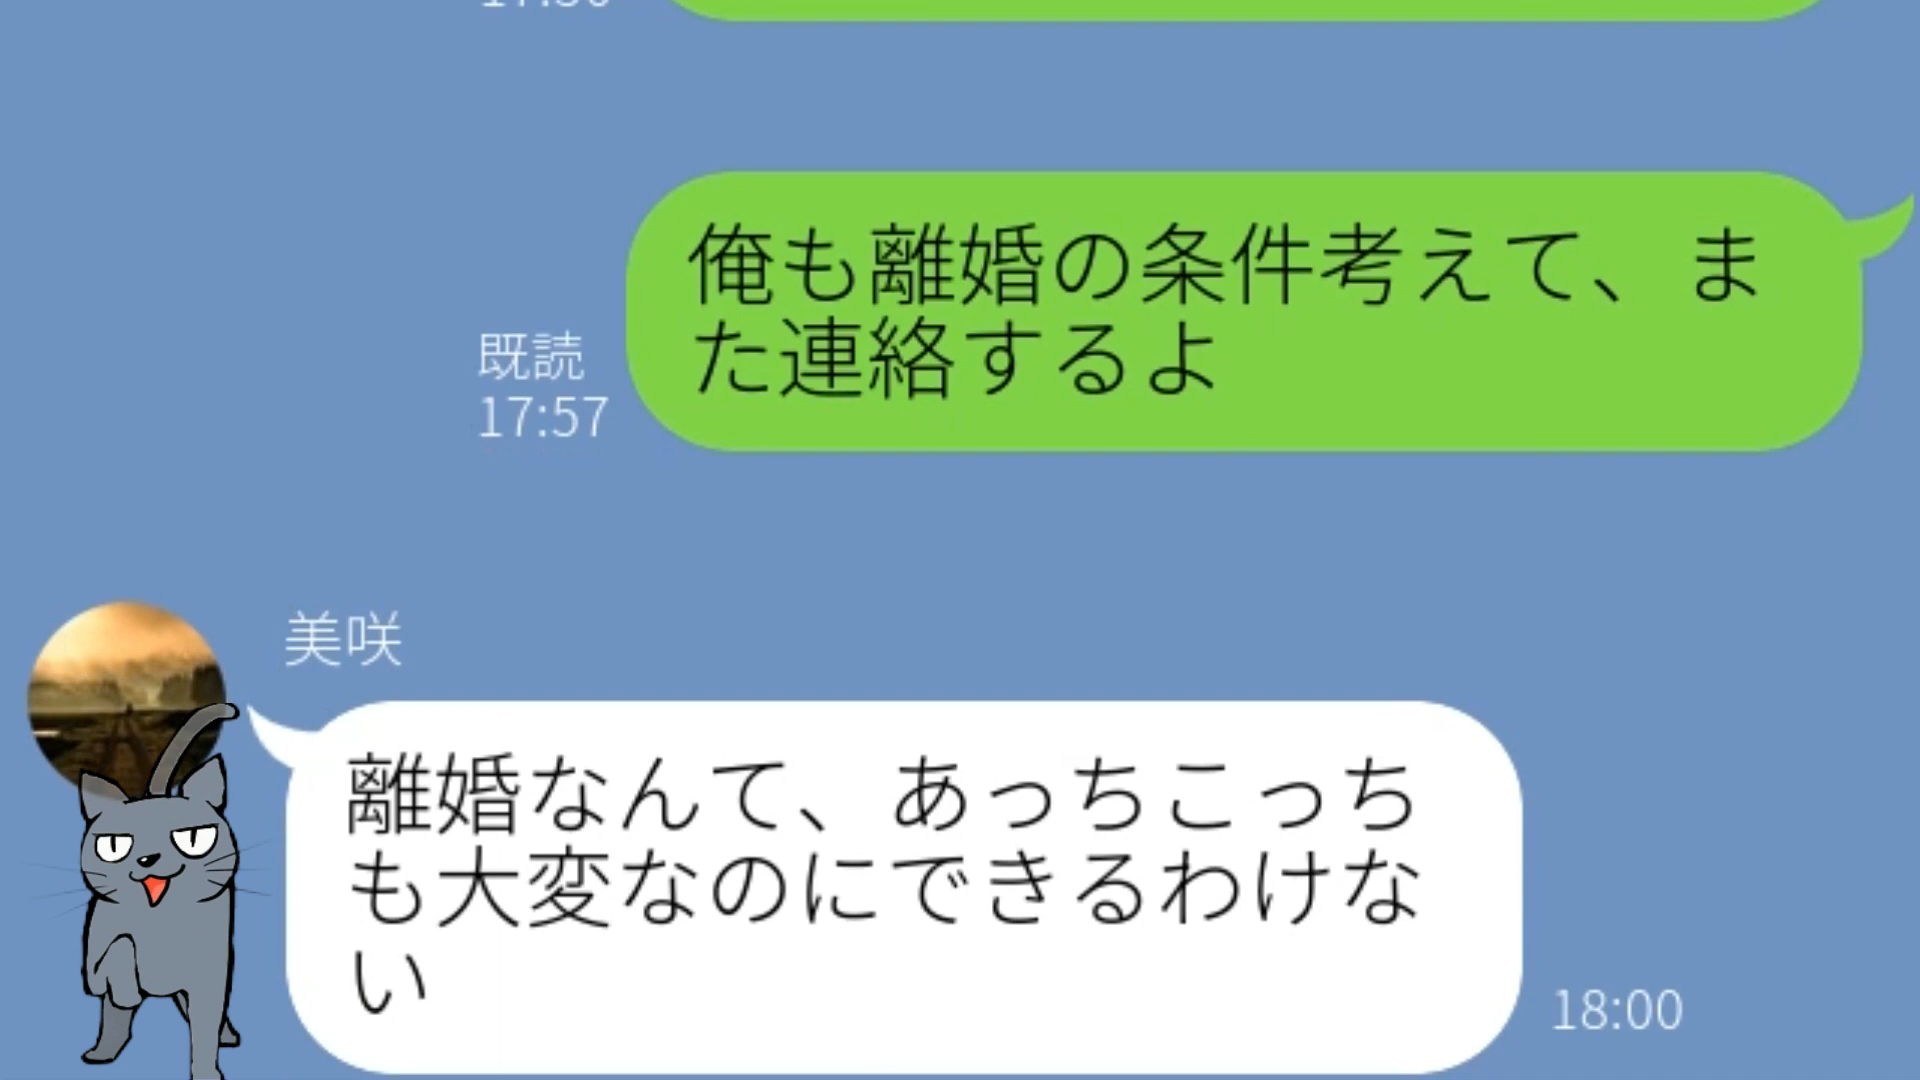 俺も離婚の条件考えて、ま
た連絡するよ
既読
17:57
美咲
離婚なんて、あっちこっち
も大変なのにできるわけな
い
18:00